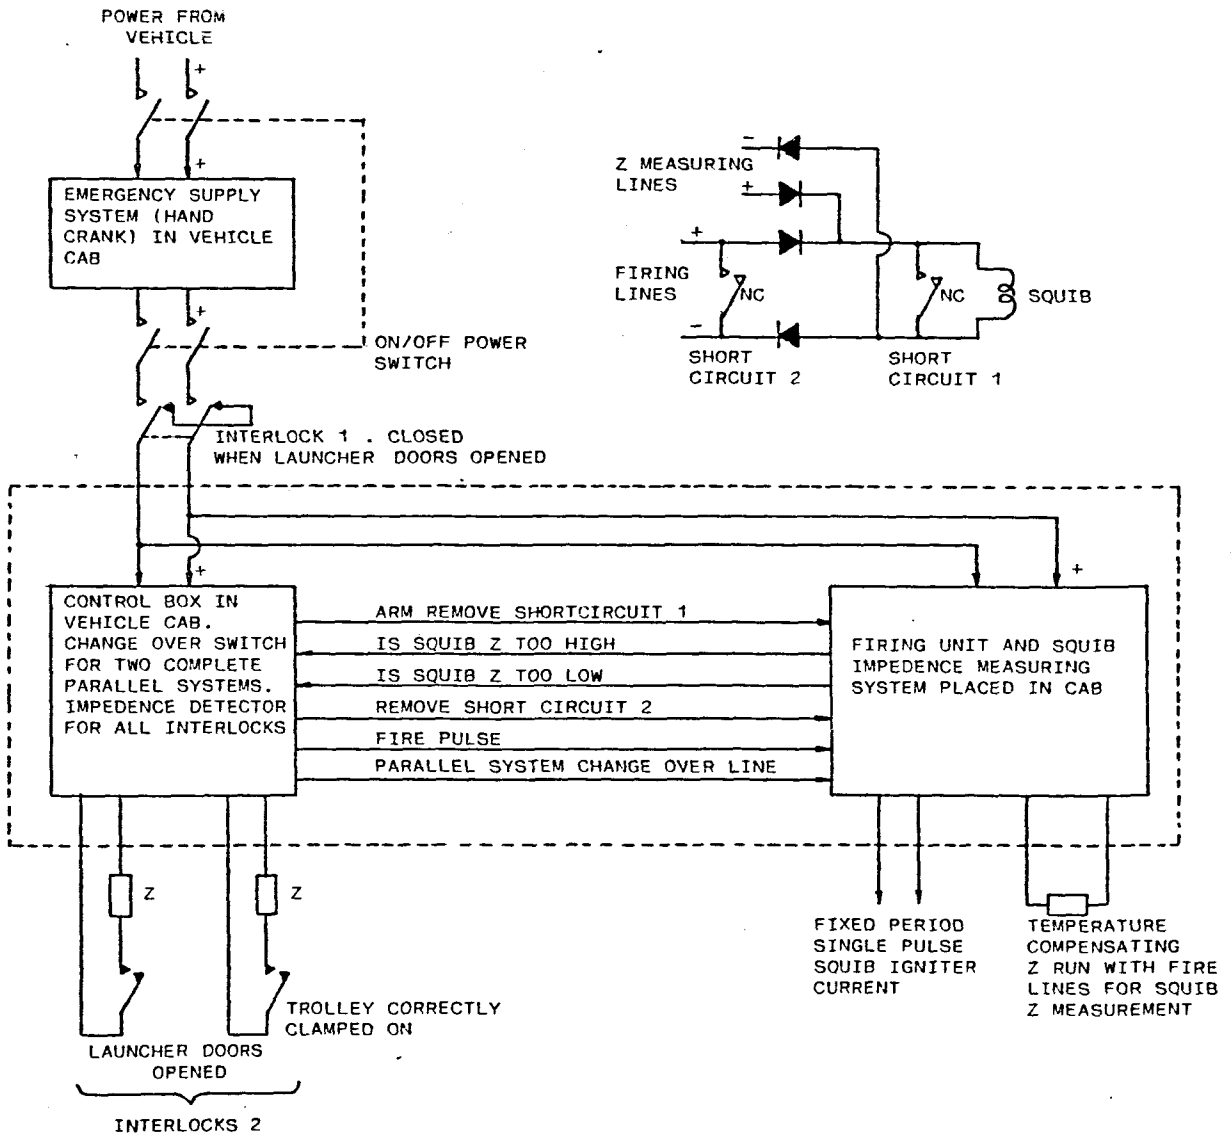 POWER FROM
VEHICLE
+
+
EMERGENCY SUPPLY
SYSTEM (HAND
CRANK) IN VEHICLE
CAB
+
ON/OFF POWER
SWITCH
INTERLOCK 1 . CLOSED
WHEN LAUNCHER DOORS OPENED
Z MEASURING
LINES
-
+
+
FIRING
LINES
-
NC
NC
SQUIB
SHORT
CIRCUIT 2
SHORT
CIRCUIT 1
+
+
CONTROL BOX IN
VEHICLE CAB.
CHANGE OVER SWITCH
FOR TWO COMPLETE
PARALLEL SYSTEMS.
IMPEDENCE DETECTOR
FOR ALL INTERLOCKS
ARM REMOVE SHORTCIRCUIT 1
IS SQUIB Z TOO HIGH
IS SQUIB Z TOO LOW
REMOVE SHORT CIRCUIT 2
FIRE PULSE
PARALLEL SYSTEM CHANGE OVER LINE
FIRING UNIT AND SQUIB
IMPEDENCE MEASURING
SYSTEM PLACED IN CAB
Z
Z
TROLLEY CORRECTLY
CLAMPED ON
LAUNCHER DOORS
OPENED
INTERLOCKS 2
FIXED PERIOD
SINGLE PULSE
SQUIB IGNITER
CURRENT
TEMPERATURE
COMPENSATING
Z RUN WITH FIRE
LINES FOR SQUIB
Z MEASUREMENT